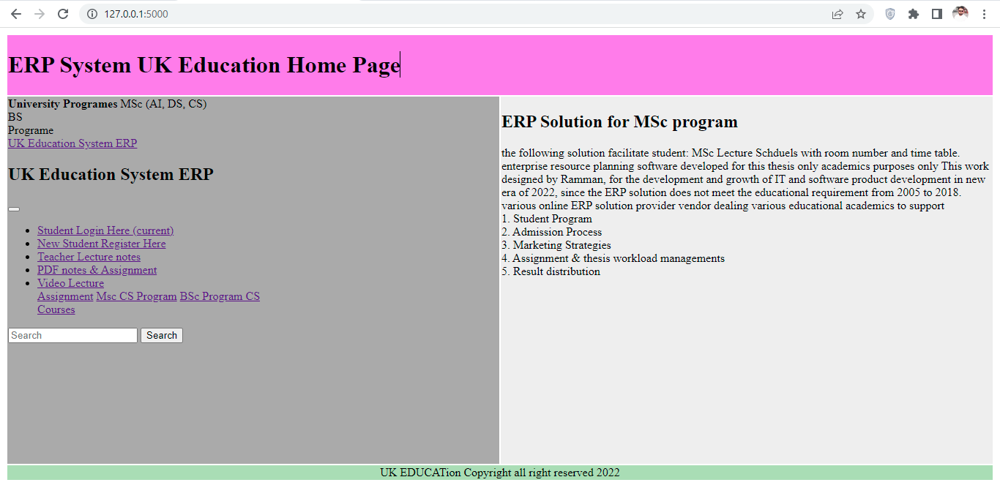 127.0.0.1:5000
ERP System UK Education Home Page
University Programes MSc (AI, DS, CS)
BS
Programe
UK Education System ERP
UK Education System ERP
Student Login Here (current)
New Student Register Here
Teacher Lecture notes
PDF notes & Assignment
Video Lecture
Assignment Msc CS Program BSc Program CS
Courses
Search Search
ERP Solution for MSc program
the following solution facilitate student: MSc Lecture Schduels with room number and time table.
enterprise resource planning software developed for this thesis only academics purposes only This work
designed by Ramman, for the development and growth of IT and software product development in new
era of 2022, since the ERP solution does not meet the educational requirement from 2005 to 2018.
various online ERP solution provider vendor dealing various educational academics to support
1. Student Program
2. Admission Process
3. Marketing Strategies
4. Assignment & thesis workload managements
5. Result distribution
UK EDUCATion Copyright all right reserved 2022